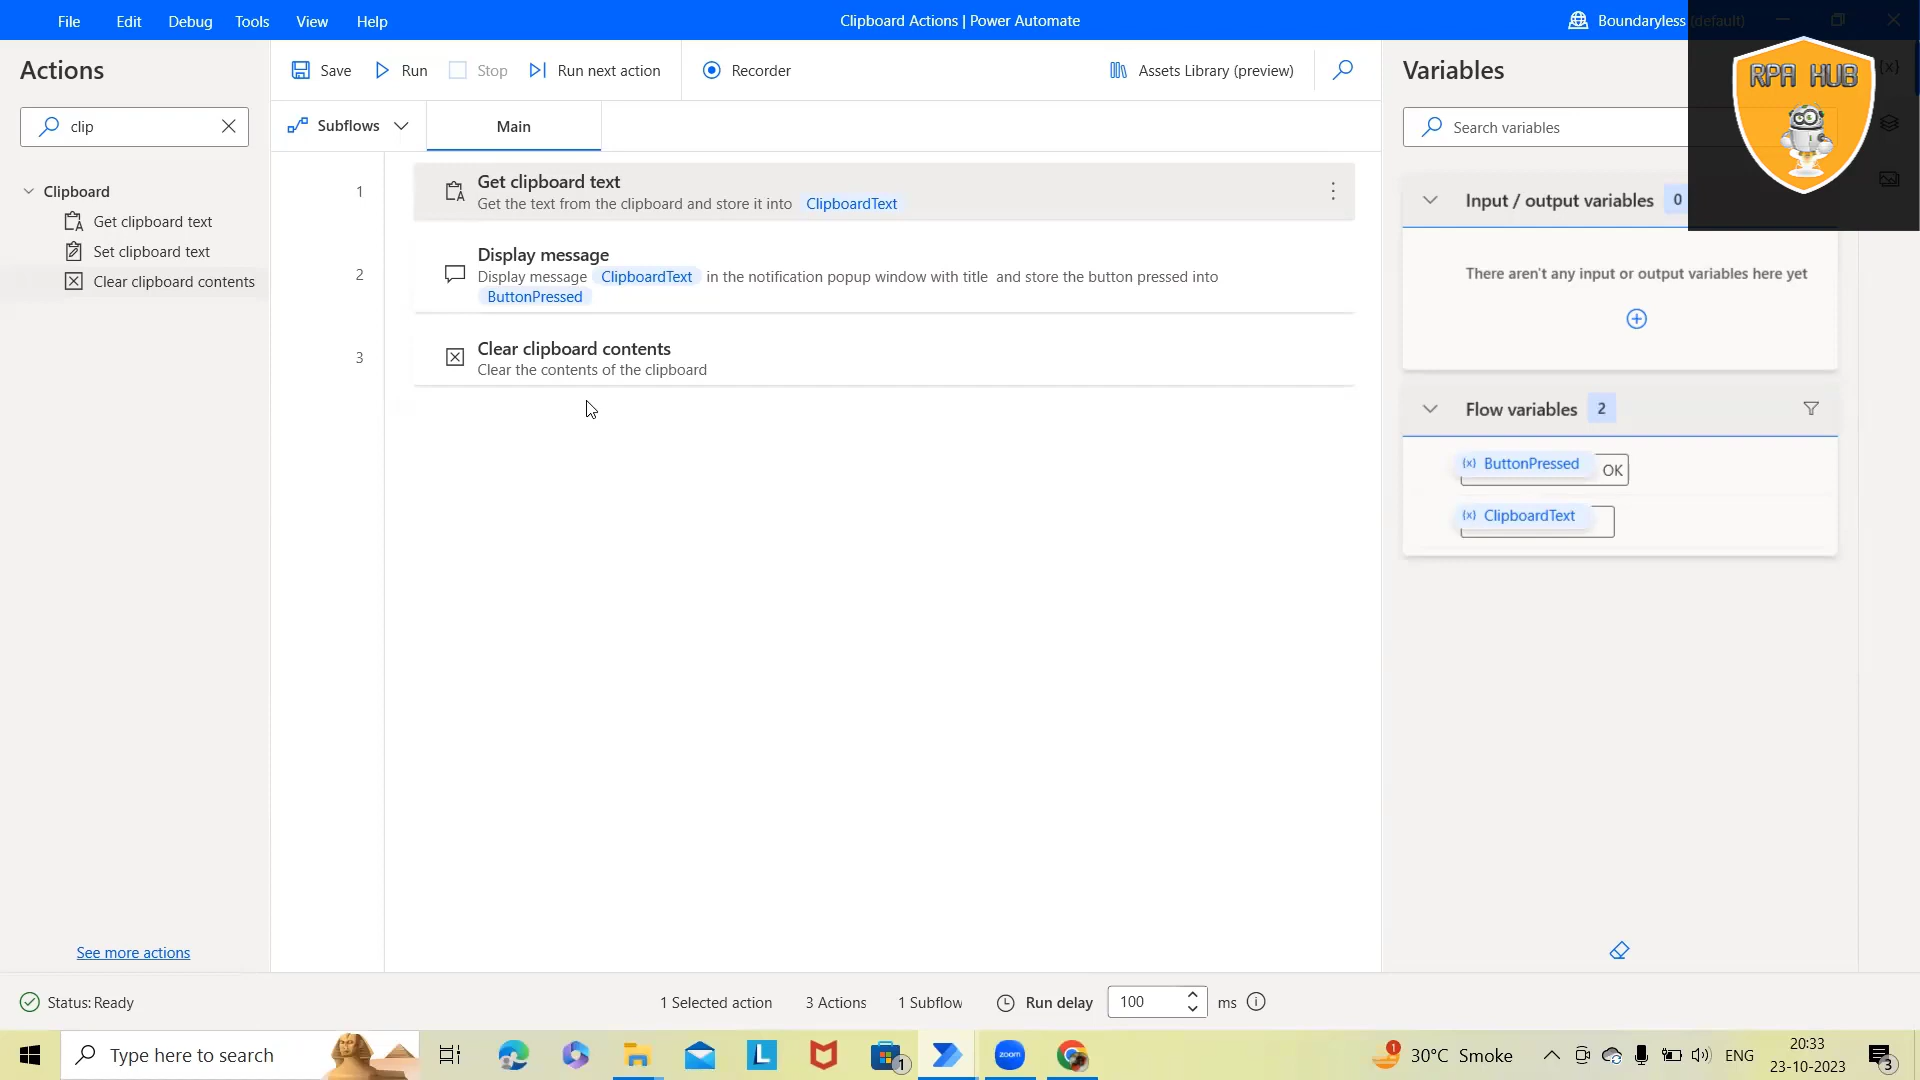 File Edit Debug Tools View Help
Clipboard Actions | Power Automate
Boundaryless (default)
Actions
clip
Clipboard
Get clipboard text
Set clipboard text
Clear clipboard contents
See more actions
Save Run Stop Run next action Recorder
Assets Library (preview)
Subflows Main
1
Get clipboard text
Get the text from the clipboard and store it into ClipboardText
2
Display message
Display message ClipboardText in the notification popup window with title and store the button pressed into
ButtonPressed
3
Clear clipboard contents
Clear the contents of the clipboard
Variables
Search variables
RPA HUB
{x}
Input / output variables 0
There aren't any input or output variables here yet
Flow variables 2
(x) ButtonPressed OK
(x) ClipboardText
Status: Ready
1 Selected action 3 Actions 1 Subflow Run delay 100 ms
Type here to search
L
1
zoom
1
30°C Smoke
ENG
20:33
23-10-2023
3